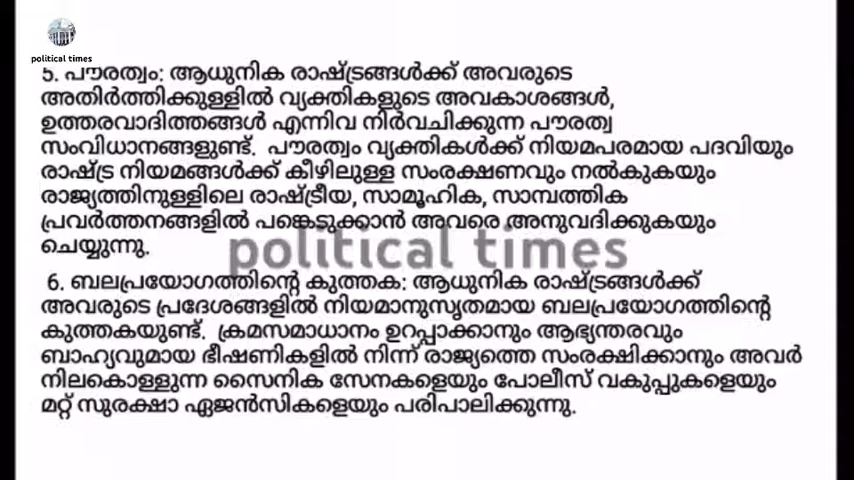 political times
5. പൗരത്വം: ആധുനിക രാഷ്ട്രങ്ങൾക്ക് അവരുടെ
അതിർത്തിക്കുള്ളിൽ വ്യക്തികളുടെ അവകാശങ്ങൾ,
ഉത്തരവാദിത്തങ്ങൾ എന്നിവ നിർവചിക്കുന്ന പൗരത്വ
സംവിധാനങ്ങളുണ്ട്. പൗരത്വം വ്യക്തികൾക്ക് നിയമപരമായ പദവിയും
രാഷ്ട്ര നിയമങ്ങൾക്ക് കീഴിലുള്ള സംരക്ഷണവും നൽകുകയും
രാജ്യത്തിനുള്ളിലെ രാഷ്ട്രീയ, സാമൂഹിക, സാമ്പത്തിക
പ്രവർത്തനങ്ങളിൽ പങ്കെടുക്കാൻ അവരെ അനുവദിക്കുകയും
ചെയ്യുന്നു.
political times
6. ബലപ്രയോഗത്തിന്റെ കുത്തക: ആധുനിക രാഷ്ട്രങ്ങൾക്ക്
അവരുടെ പ്രദേശങ്ങളിൽ നിയമാനുസൃതമായ ബലപ്രയോഗത്തിന്റെ
കുത്തകയുണ്ട്. ക്രമസമാധാനം ഉറപ്പാക്കാനും ആഭ്യന്തരവും
ബാഹ്യവുമായ ഭീഷണികളിൽ നിന്ന് രാജ്യത്തെ സംരക്ഷിക്കാനും അവർ
നിലകൊള്ളുന്ന സൈനിക സേനകളെയും പോലീസ് വകുപ്പുകളെയും
മറ്റ് സുരക്ഷാ ഏജൻസികളെയും പരിപാലിക്കുന്നു.